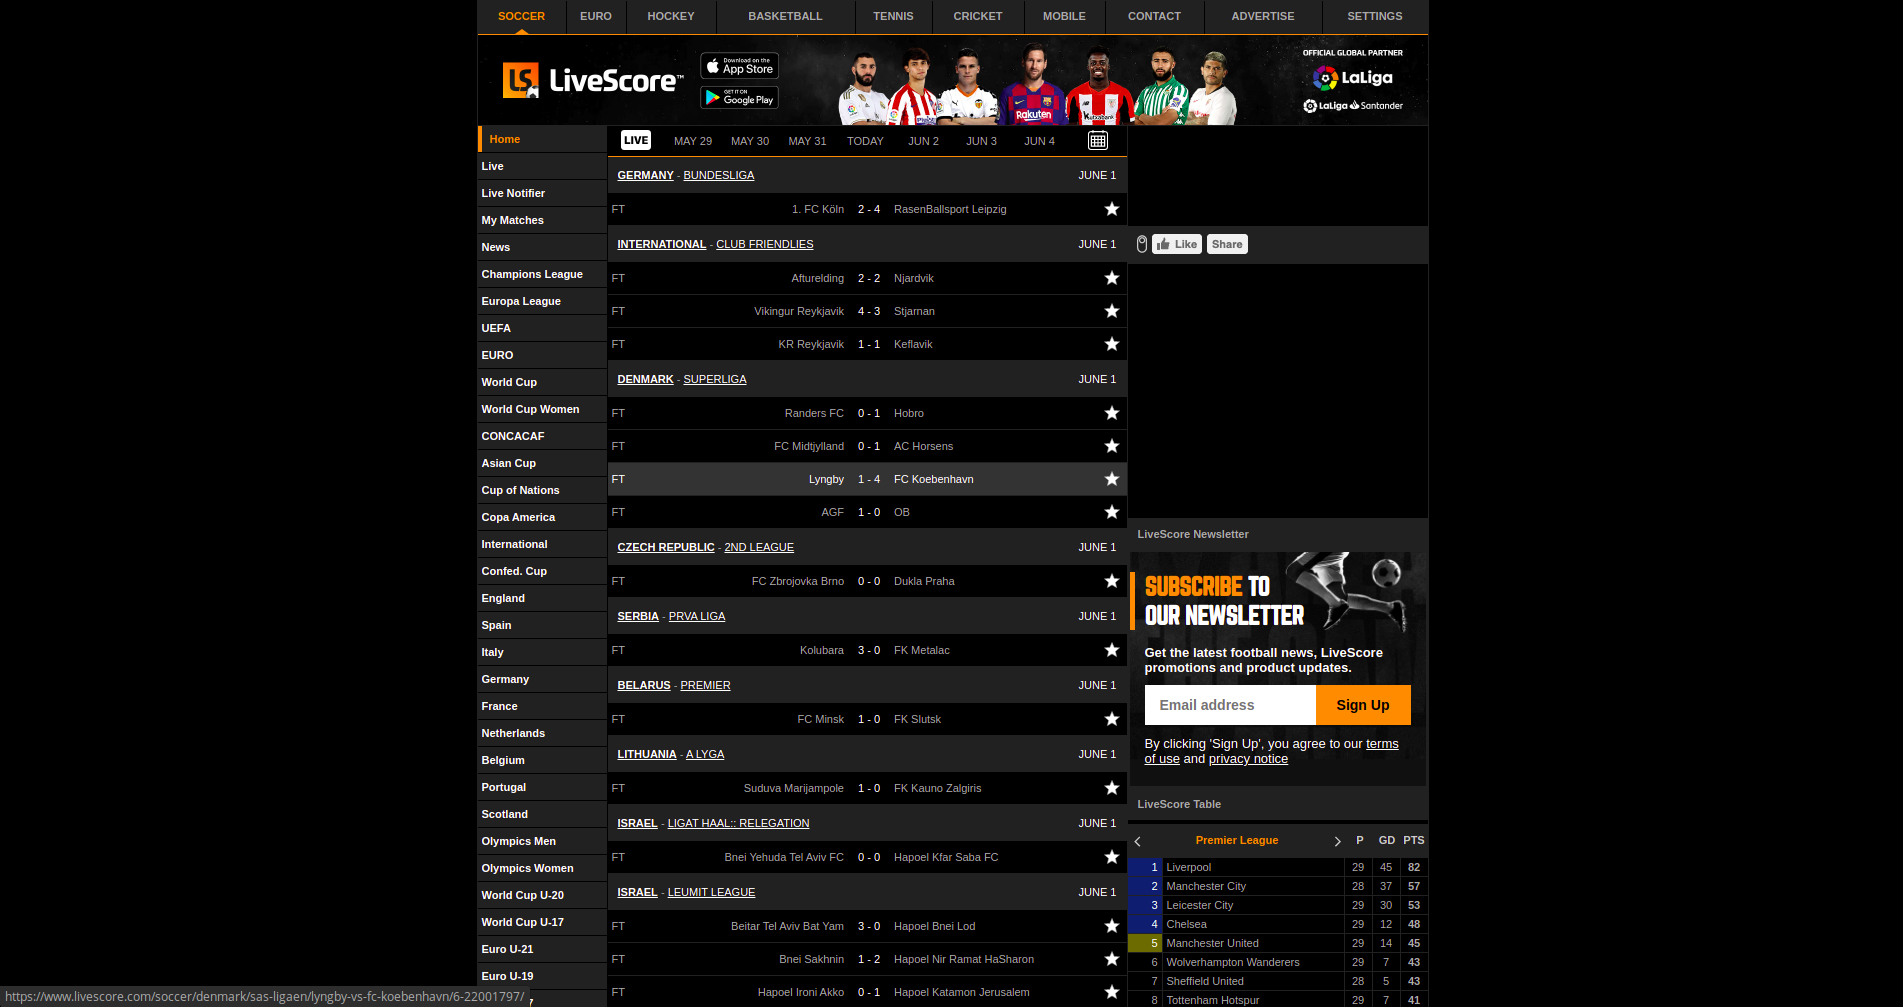 SOCCER EURO HOCKEY BASKETBALL TENNIS CRICKET MOBILE CONTACT ADVERTISE SETTINGS
LS LiveScore™
Download on the App Store
GET IT ON Google Play
Rakuten
Kutxabank
OFFICIAL GLOBAL PARTNER
LaLiga
LaLiga Santander
Home
Live
Live Notifier
My Matches
News
Champions League
Europa League
UEFA
EURO
World Cup
World Cup Women
CONCACAF
Asian Cup
Cup of Nations
Copa America
International
Confed. Cup
England
Spain
Italy
Germany
France
Netherlands
Belgium
Portugal
Scotland
Olympics Men
Olympics Women
World Cup U-20
World Cup U-17
Euro U-21
Euro U-19
LIVE MAY 29 MAY 30 MAY 31 TODAY JUN 2 JUN 3 JUN 4
GERMANY - BUNDESLIGA JUNE 1
FT 1. FC Köln 2 - 4 RasenBallsport Leipzig
INTERNATIONAL - CLUB FRIENDLIES JUNE 1
FT Afturelding 2 - 2 Njardvik
FT Vikingur Reykjavik 4 - 3 Stjarnan
FT KR Reykjavik 1 - 1 Keflavik
DENMARK - SUPERLIGA JUNE 1
FT Randers FC 0 - 1 Hobro
FT FC Midtjylland 0 - 1 AC Horsens
FT Lyngby 1 - 4 FC Koebenhavn
FT AGF 1 - 0 OB
CZECH REPUBLIC - 2ND LEAGUE JUNE 1
FT FC Zbrojovka Brno 0 - 0 Dukla Praha
SERBIA - PRVA LIGA JUNE 1
FT Kolubara 3 - 0 FK Metalac
BELARUS - PREMIER JUNE 1
FT FC Minsk 1 - 0 FK Slutsk
LITHUANIA - A LYGA JUNE 1
FT Suduva Marijampole 1 - 0 FK Kauno Zalgiris
ISRAEL - LIGAT HAAL:: RELEGATION JUNE 1
FT Bnei Yehuda Tel Aviv FC 0 - 0 Hapoel Kfar Saba FC
ISRAEL - LEUMIT LEAGUE JUNE 1
FT Beitar Tel Aviv Bat Yam 3 - 0 Hapoel Bnei Lod
FT Bnei Sakhnin 1 - 2 Hapoel Nir Ramat HaSharon
FT Hapoel Ironi Akko 0 - 1 Hapoel Katamon Jerusalem
Like Share
LiveScore Newsletter
SUBSCRIBE TO
OUR NEWSLETTER
Get the latest football news, LiveScore
promotions and product updates.
Email address Sign Up
By clicking 'Sign Up', you agree to our terms
of use and privacy notice
LiveScore Table
Premier League P GD PTS
1 Liverpool 29 45 82
2 Manchester City 28 37 57
3 Leicester City 29 30 53
4 Chelsea 29 12 48
5 Manchester United 29 14 45
6 Wolverhampton Wanderers 29 7 43
7 Sheffield United 28 5 43
8 Tottenham Hotspur 29 7 41
https://www.livescore.com/soccer/denmark/sas-ligaen/lyngby-vs-fc-koebenhavn/6-22001797/